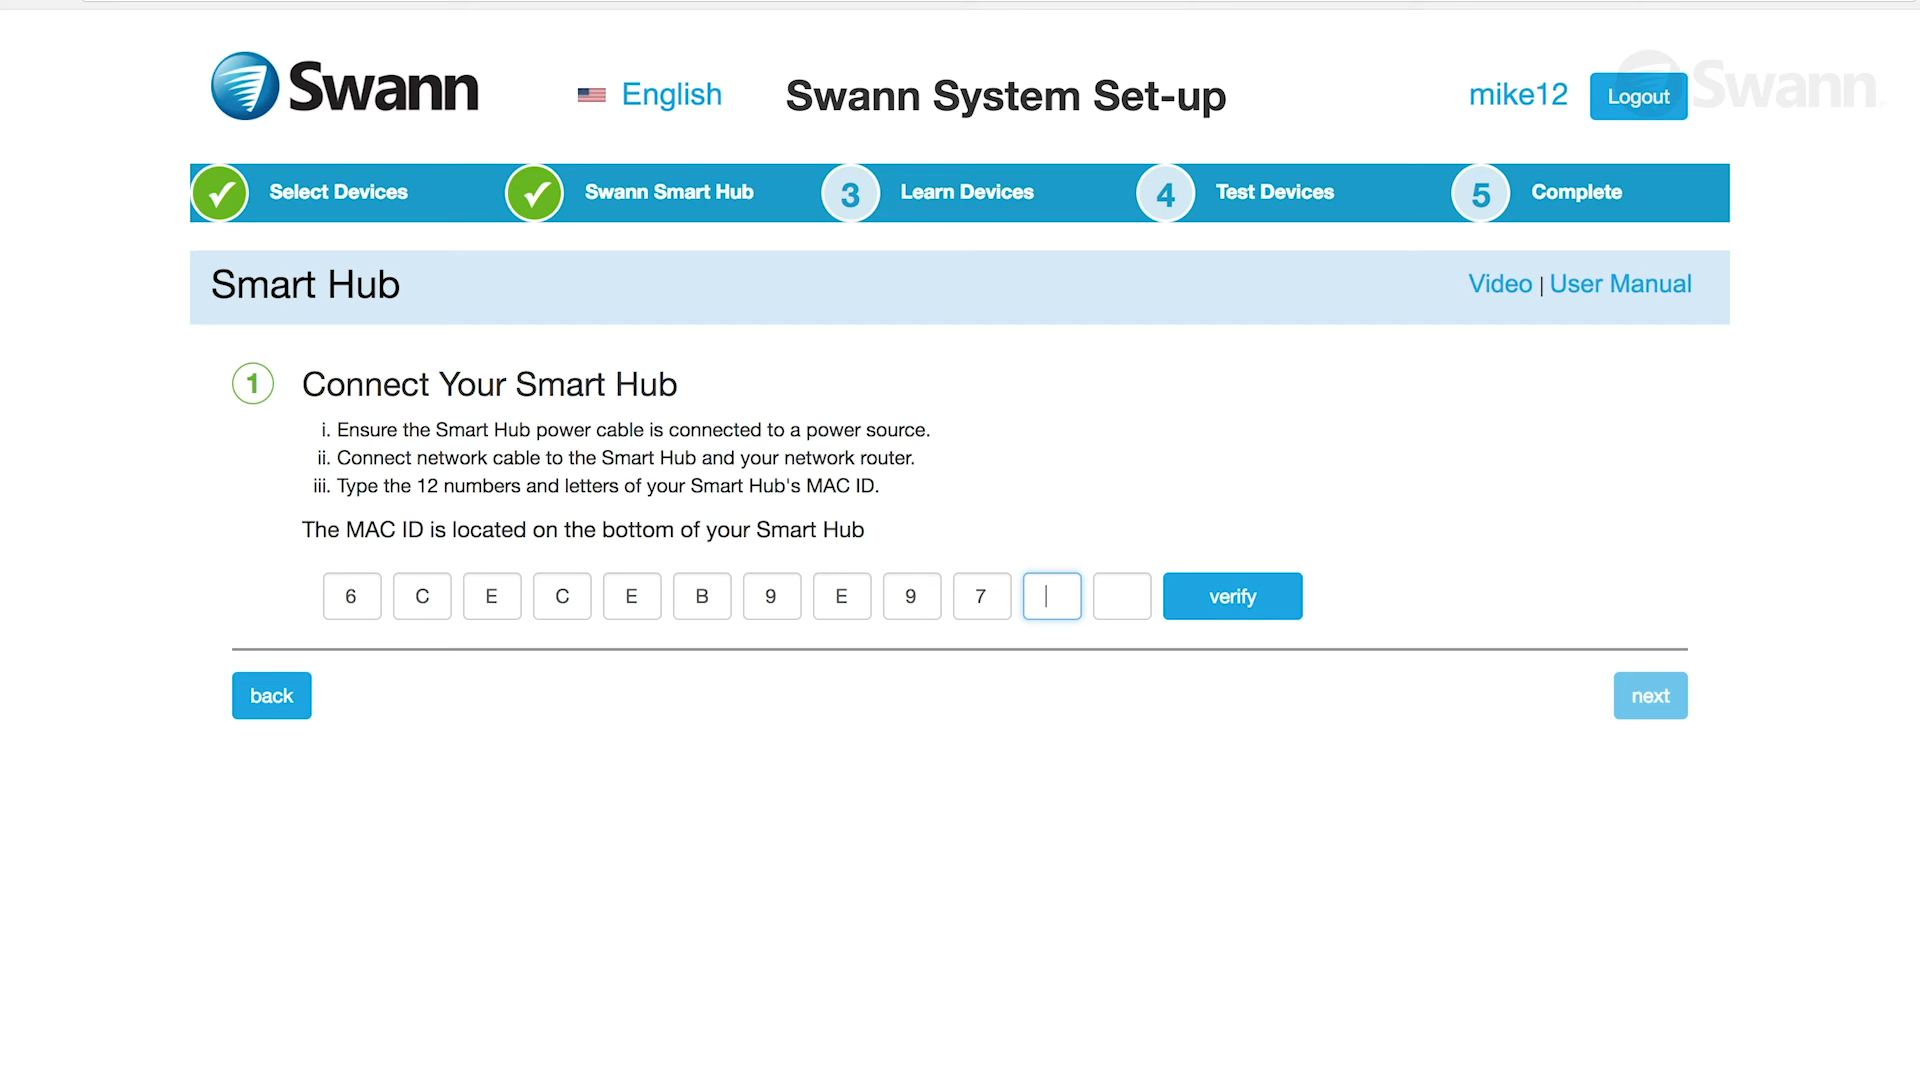 Swann
English
Swann System Set-up
mike12
Logout
Swann
Select Devices
Swann Smart Hub
3 Learn Devices
4 Test Devices
5 Complete
Smart Hub
Video | User Manual
1 Connect Your Smart Hub
i. Ensure the Smart Hub power cable is connected to a power source.
ii. Connect network cable to the Smart Hub and your network router.
iii. Type the 12 numbers and letters of your Smart Hub's MAC ID.
The MAC ID is located on the bottom of your Smart Hub
6 C E C E B 9 E 9 7 verify
back
next